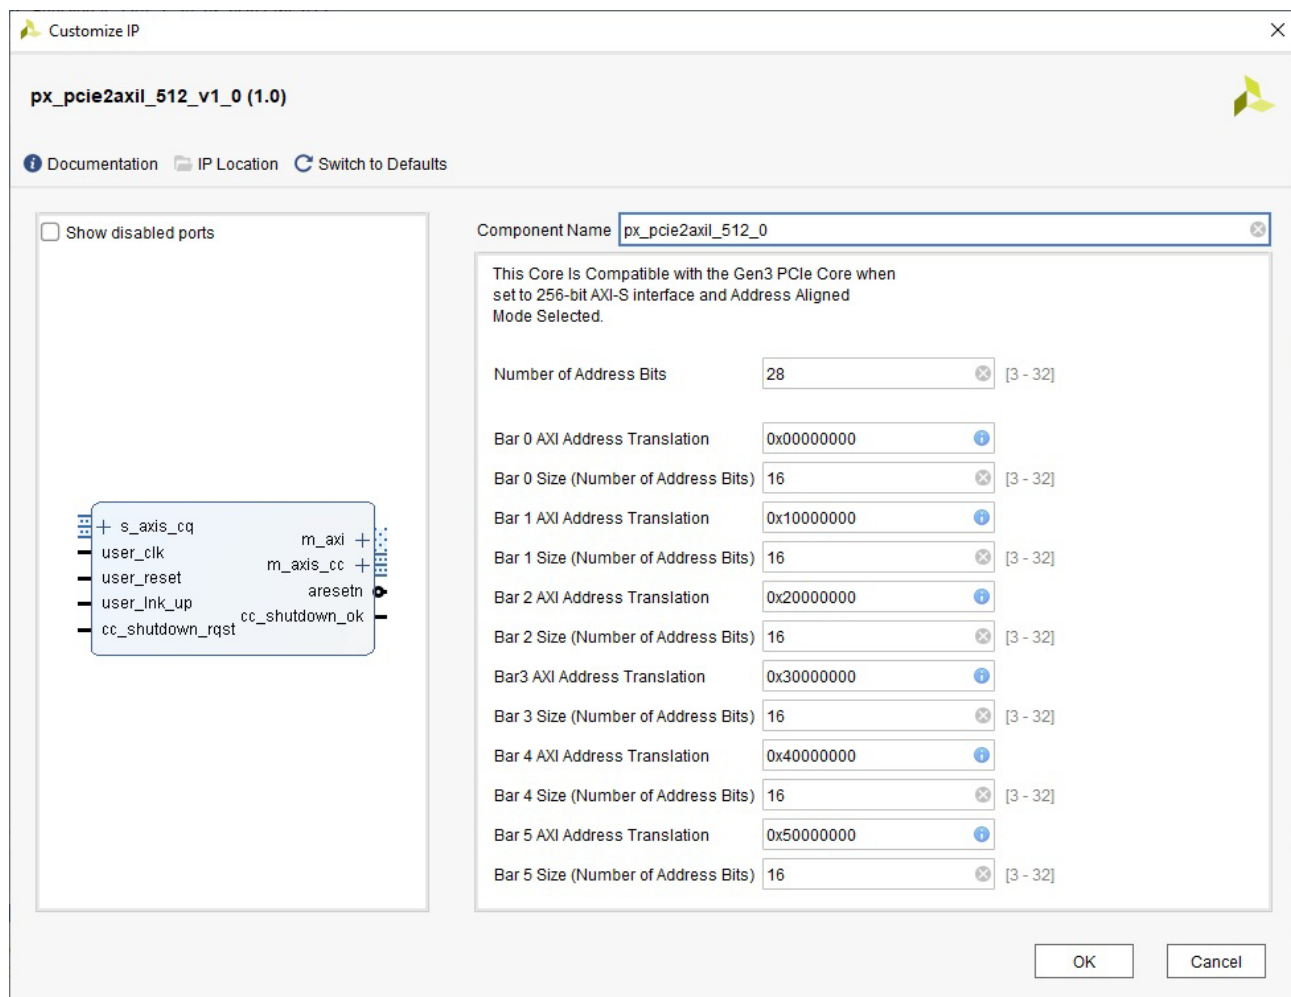 Customize IP
px_pcie2axil_512_v1_0 (1.0)
Documentation IP Location Switch to Defaults
Show disabled ports
s_axis_cq
user_clk
user_reset
user_lnk_up
cc_shutdown_rqst
m_axi
m_axis_cc
aresetn
cc_shutdown_ok
Component Name px_pcie2axil_512_0
This Core Is Compatible with the Gen3 PCIe Core when
set to 256-bit AXI-S interface and Address Aligned
Mode Selected.
Number of Address Bits 28 [3 - 32]
Bar 0 AXI Address Translation 0x00000000
Bar 0 Size (Number of Address Bits) 16 [3 - 32]
Bar 1 AXI Address Translation 0x10000000
Bar 1 Size (Number of Address Bits) 16 [3 - 32]
Bar 2 AXI Address Translation 0x20000000
Bar 2 Size (Number of Address Bits) 16 [3 - 32]
Bar3 AXI Address Translation 0x30000000
Bar 3 Size (Number of Address Bits) 16 [3 - 32]
Bar 4 AXI Address Translation 0x40000000
Bar 4 Size (Number of Address Bits) 16 [3 - 32]
Bar 5 AXI Address Translation 0x50000000
Bar 5 Size (Number of Address Bits) 16 [3 - 32]
OK Cancel